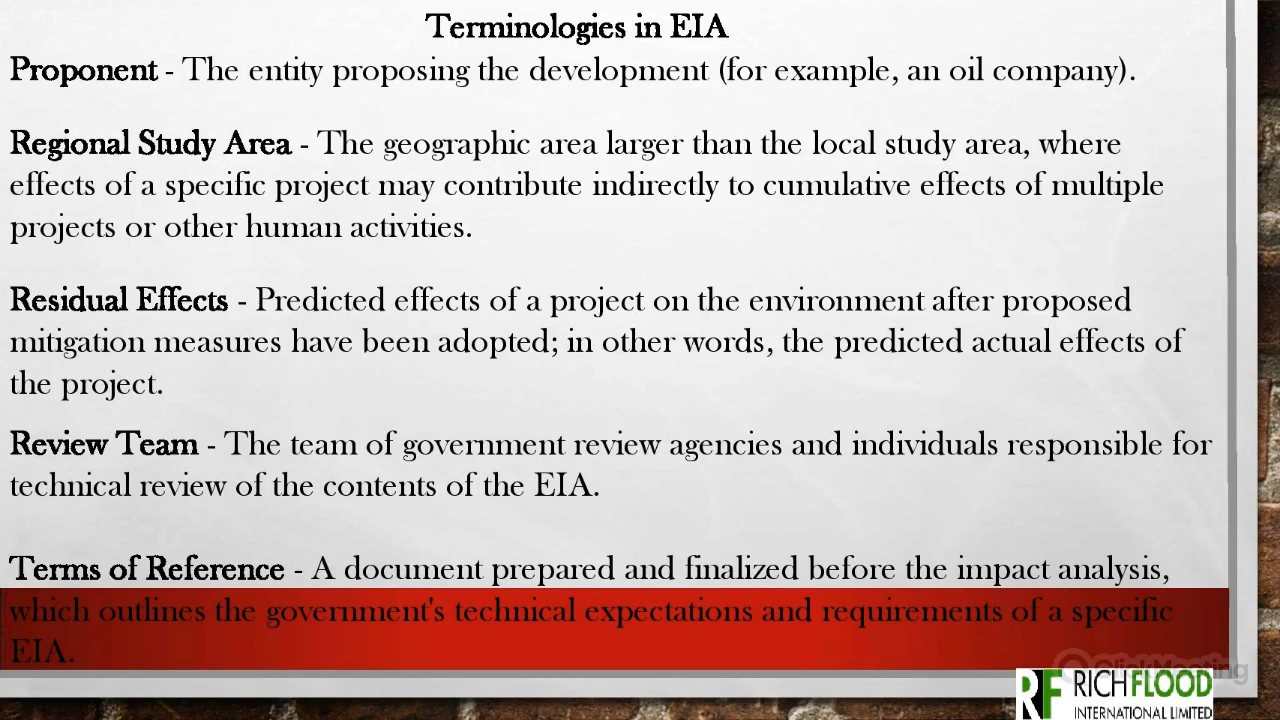 Terminologies in EIA
Proponent - The entity proposing the development (for example, an oil company).
Regional Study Area - The geographic area larger than the local study area, where
effects of a specific project may contribute indirectly to cumulative effects of multiple
projects or other human activities.
Residual Effects - Predicted effects of a project on the environment after proposed
mitigation measures have been adopted; in other words, the predicted actual effects of
the project.
Review Team - The team of government review agencies and individuals responsible for
technical review of the contents of the EIA.
Terms of Reference - A document prepared and finalized before the impact analysis,
which outlines the government's technical expectations and requirements of a specific
EIA.
ClickMeeting
RF RICHFLOOD
INTERNATIONAL LIMITED